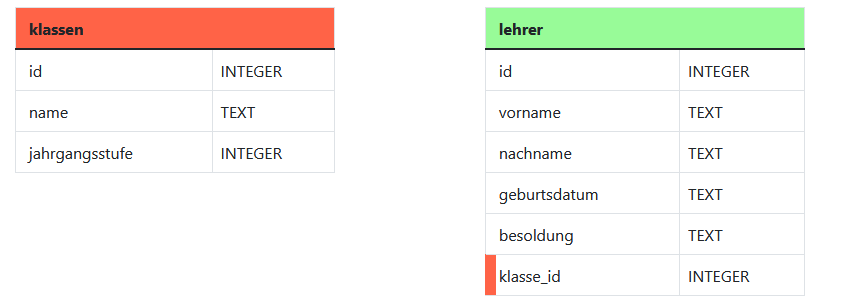 klassen
id INTEGER
name TEXT
jahrgangsstufe INTEGER
lehrer
id INTEGER
vorname TEXT
nachname TEXT
geburtsdatum TEXT
besoldung TEXT
klasse_id INTEGER